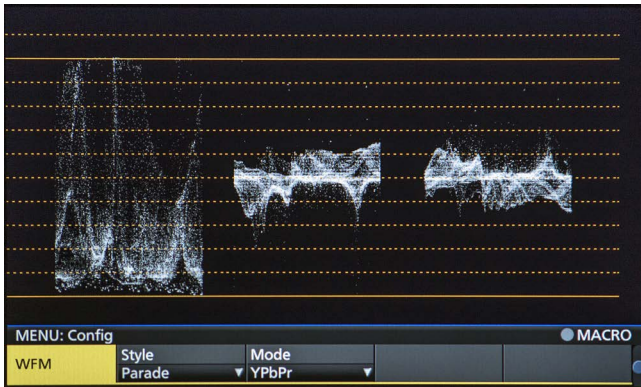 MENU: Config
MACRO
WFM
Style
Mode
Parade
YPbPr